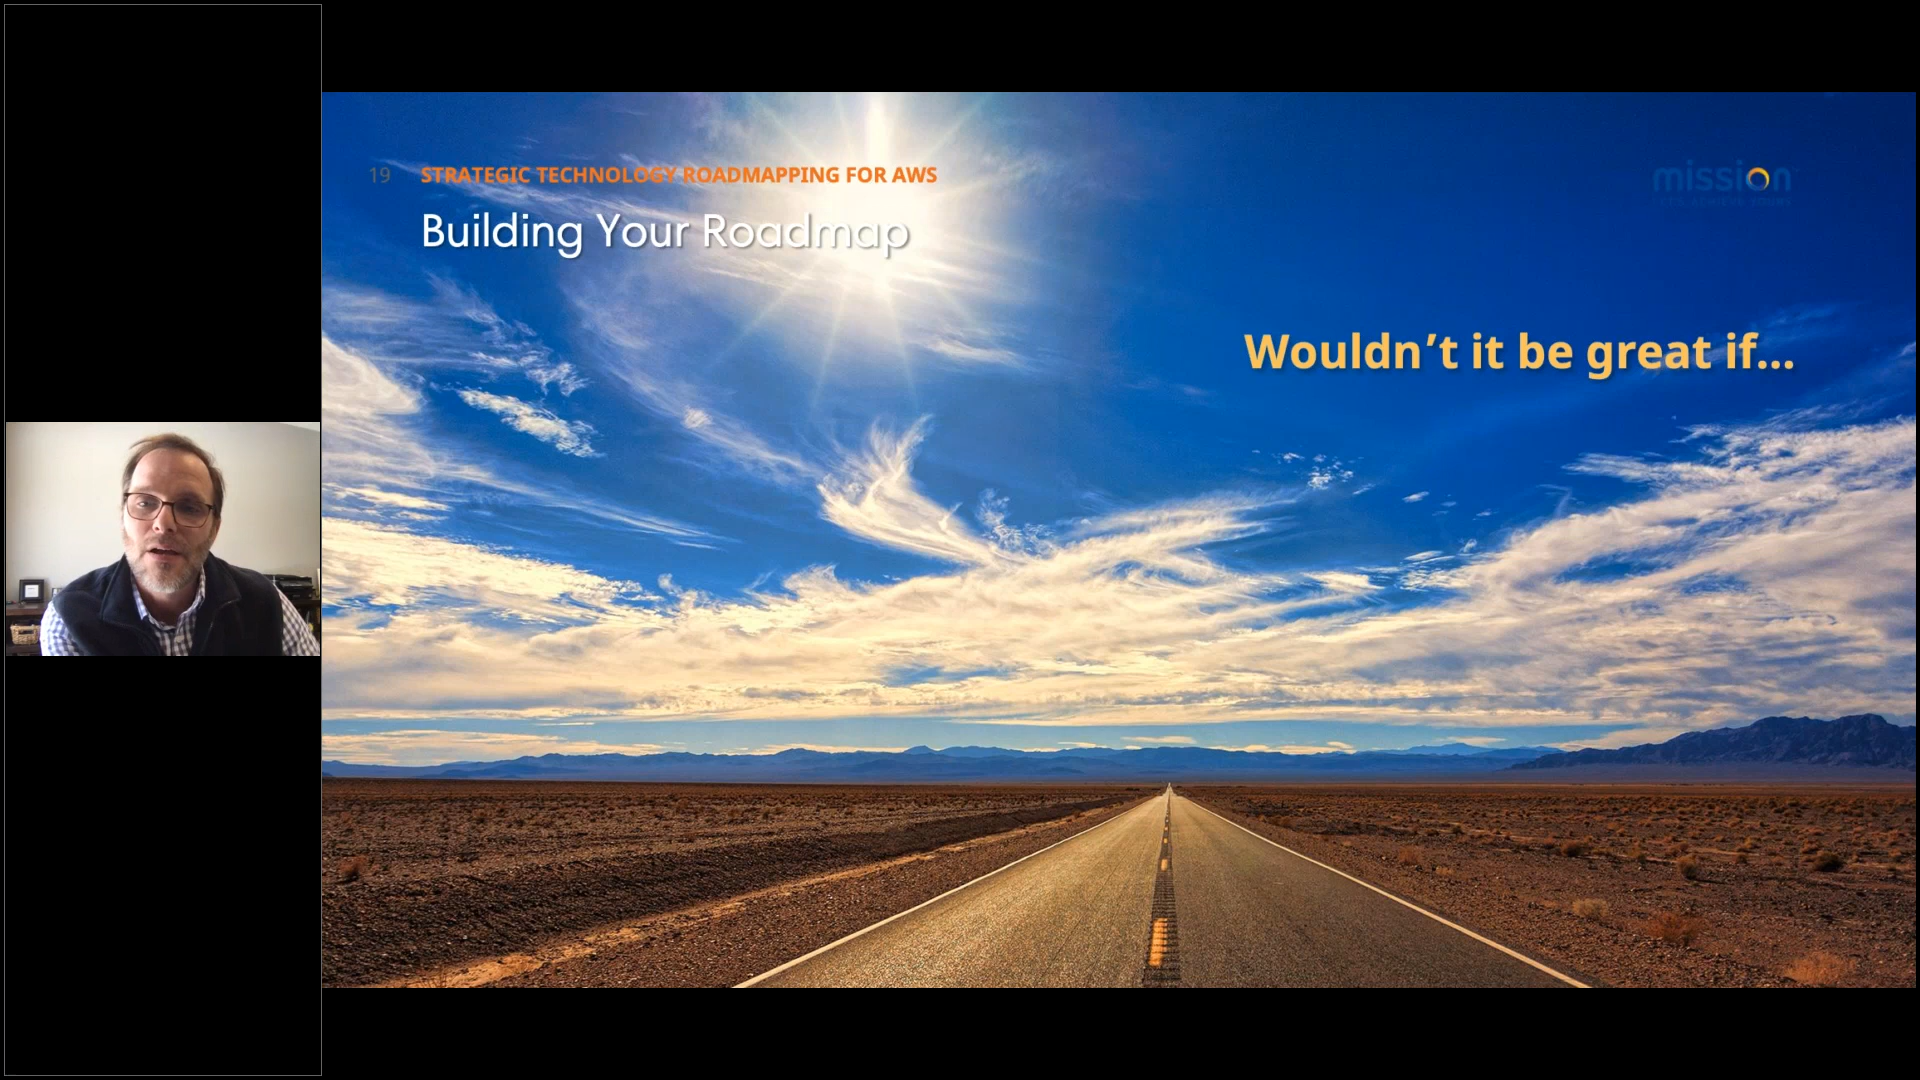 19 STRATEGIC TECHNOLOGY ROADMAPPING FOR AWS
mission
Building Your Roadmap
Wouldn’t it be great if...